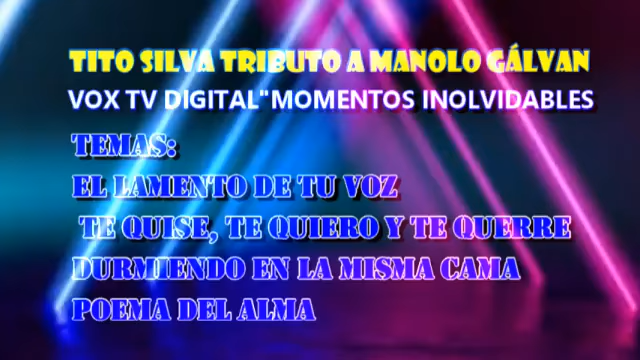 TITO SILVA TRIBUTO A MANOLO GÁLVAN
VOX TV DIGITAL"MOMENTOS INOLVIDABLES
TEMAS:
EL LAMENTO DE TU VOZ
TE QUISE, TE QUIERO Y TE QUERRE
DURMIENDO EN LA MISMA CAMA
POEMA DEL ALMA